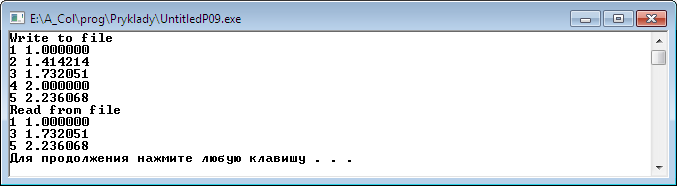 E:\A_Col\prog\Pryklady\UntitledP09.exe
Write to file
1 1.000000
2 1.414214
3 1.732051
4 2.000000
5 2.236068
Read from file
1 1.000000
3 1.732051
5 2.236068
Для продолжения нажмите любую клавишу . . .